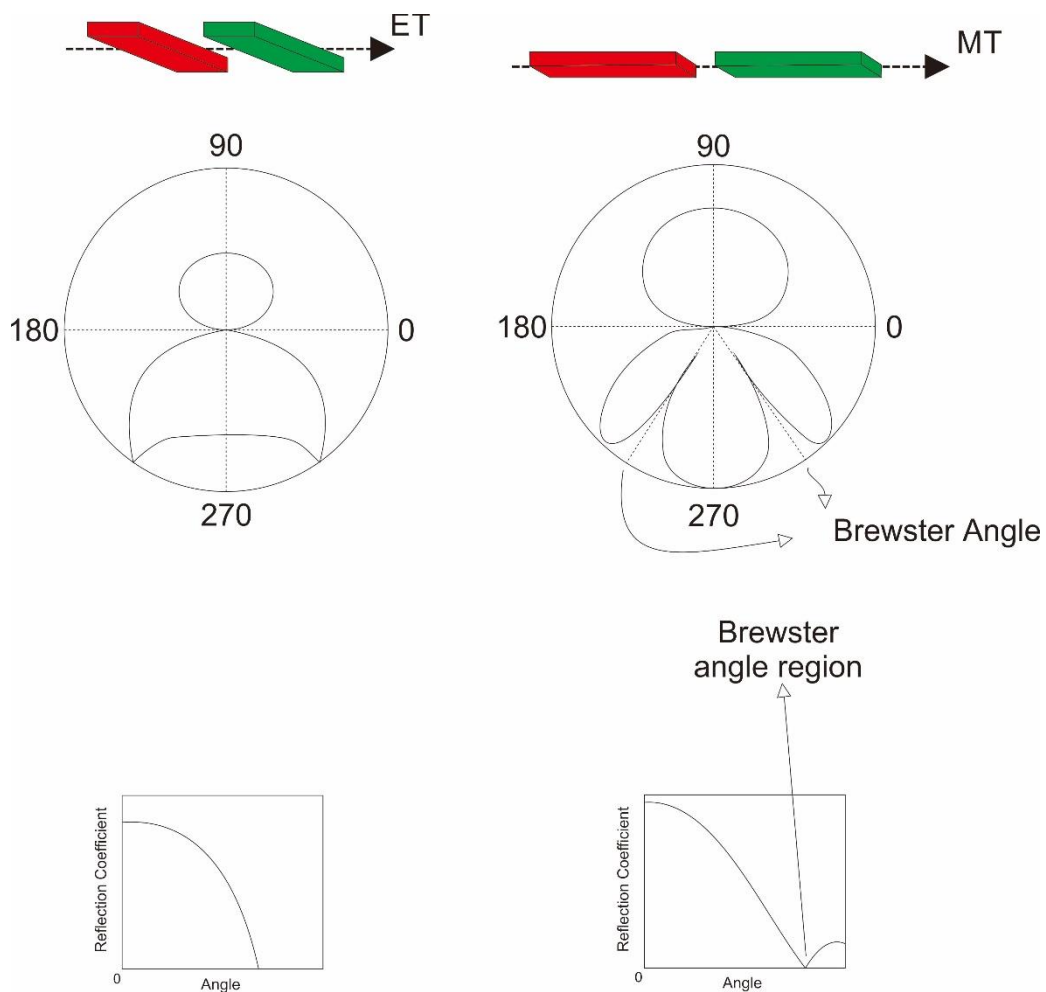 ET
MT
90
180
0
270
90
180
0
270
Brewster Angle
Brewster
angle region
Reflection Coefficient
0
Angle
Reflection Coefficient
0
Angle